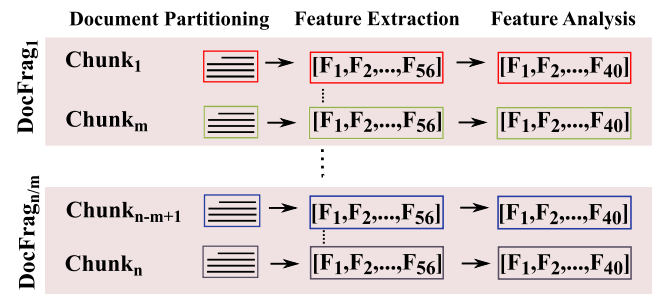 Document Partitioning Feature Extraction Feature Analysis
DocFrag₁
Chunk₁ [F₁,F₂,...,F₅₆] [F₁,F₂,...,F₄₀]
Chunkₘ [F₁,F₂,...,F₅₆] [F₁,F₂,...,F₄₀]
DocFragₙ/ₘ
Chunkₙ₋ₘ₊₁ [F₁,F₂,...,F₅₆] [F₁,F₂,...,F₄₀]
Chunkₙ [F₁,F₂,...,F₅₆] [F₁,F₂,...,F₄₀]